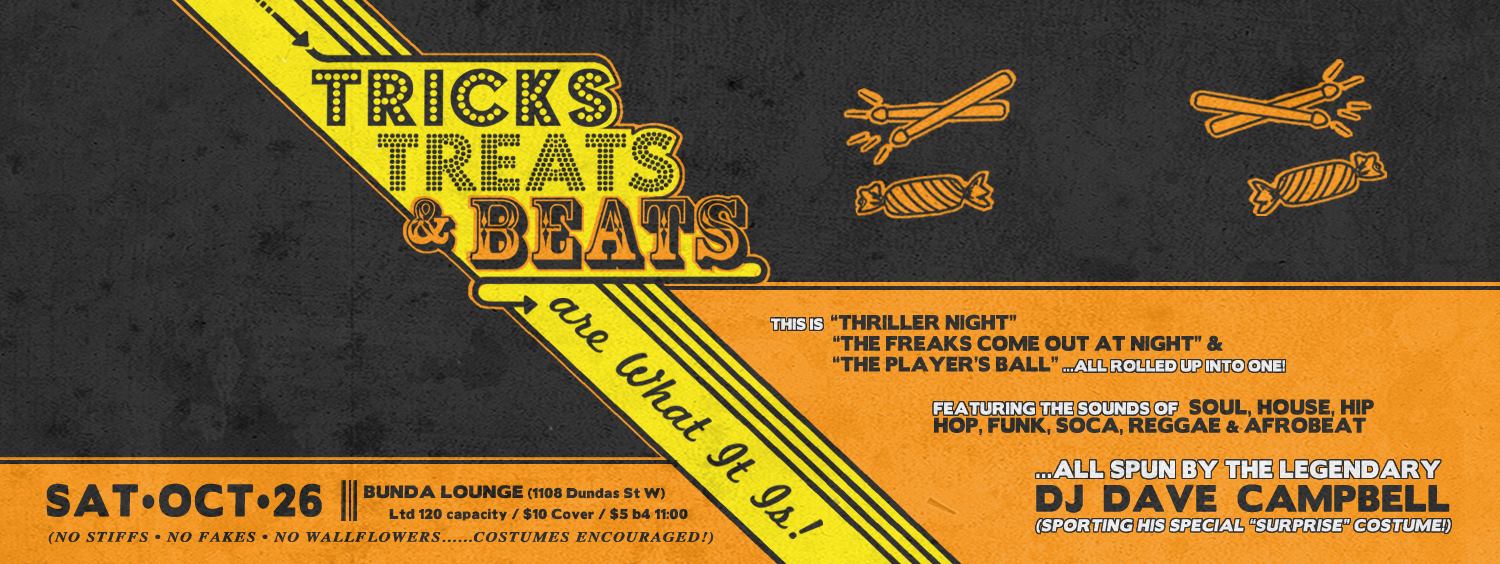 TRICKS
TREATS
& BEATS
are What It Is!
THIS IS "THRILLER NIGHT"
"THE FREAKS COME OUT AT NIGHT" &
"THE PLAYER'S BALL" ...ALL ROLLED UP INTO ONE!
FEATURING THE SOUNDS OF SOUL, HOUSE, HIP
HOP, FUNK, SOCA, REGGAE & AFROBEAT
...ALL SPUN BY THE LEGENDARY
DJ DAVE CAMPBELL
(SPORTING HIS SPECIAL "SURPRISE" COSTUME!)
SAT•OCT•26 BUNDA LOUNGE (1108 Dundas St W)
Ltd 120 capacity / $10 Cover / $5 b4 11:00
(NO STIFFS • NO FAKES • NO WALLFLOWERS......COSTUMES ENCOURAGED!)